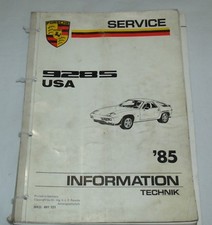 SERVICE
928S
USA
'85
INFORMATION
TECHNIK